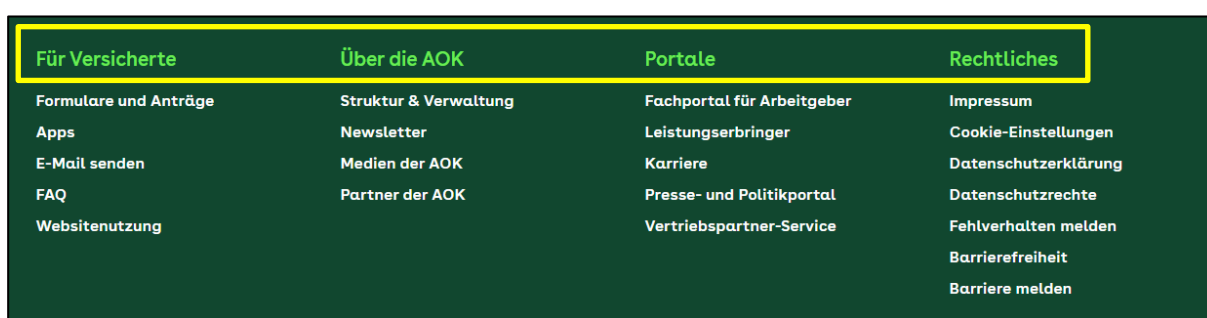 Für Versicherte
Formulare und Anträge
Apps
E-Mail senden
FAQ
Websitenutzung
Über die AOK
Struktur & Verwaltung
Newsletter
Medien der AOK
Partner der AOK
Portale
Fachportal für Arbeitgeber
Leistungserbringer
Karriere
Presse- und Politikportal
Vertriebspartner-Service
Rechtliches
Impressum
Cookie-Einstellungen
Datenschutzerklärung
Datenschutzrechte
Fehlverhalten melden
Barrierefreiheit
Barriere melden